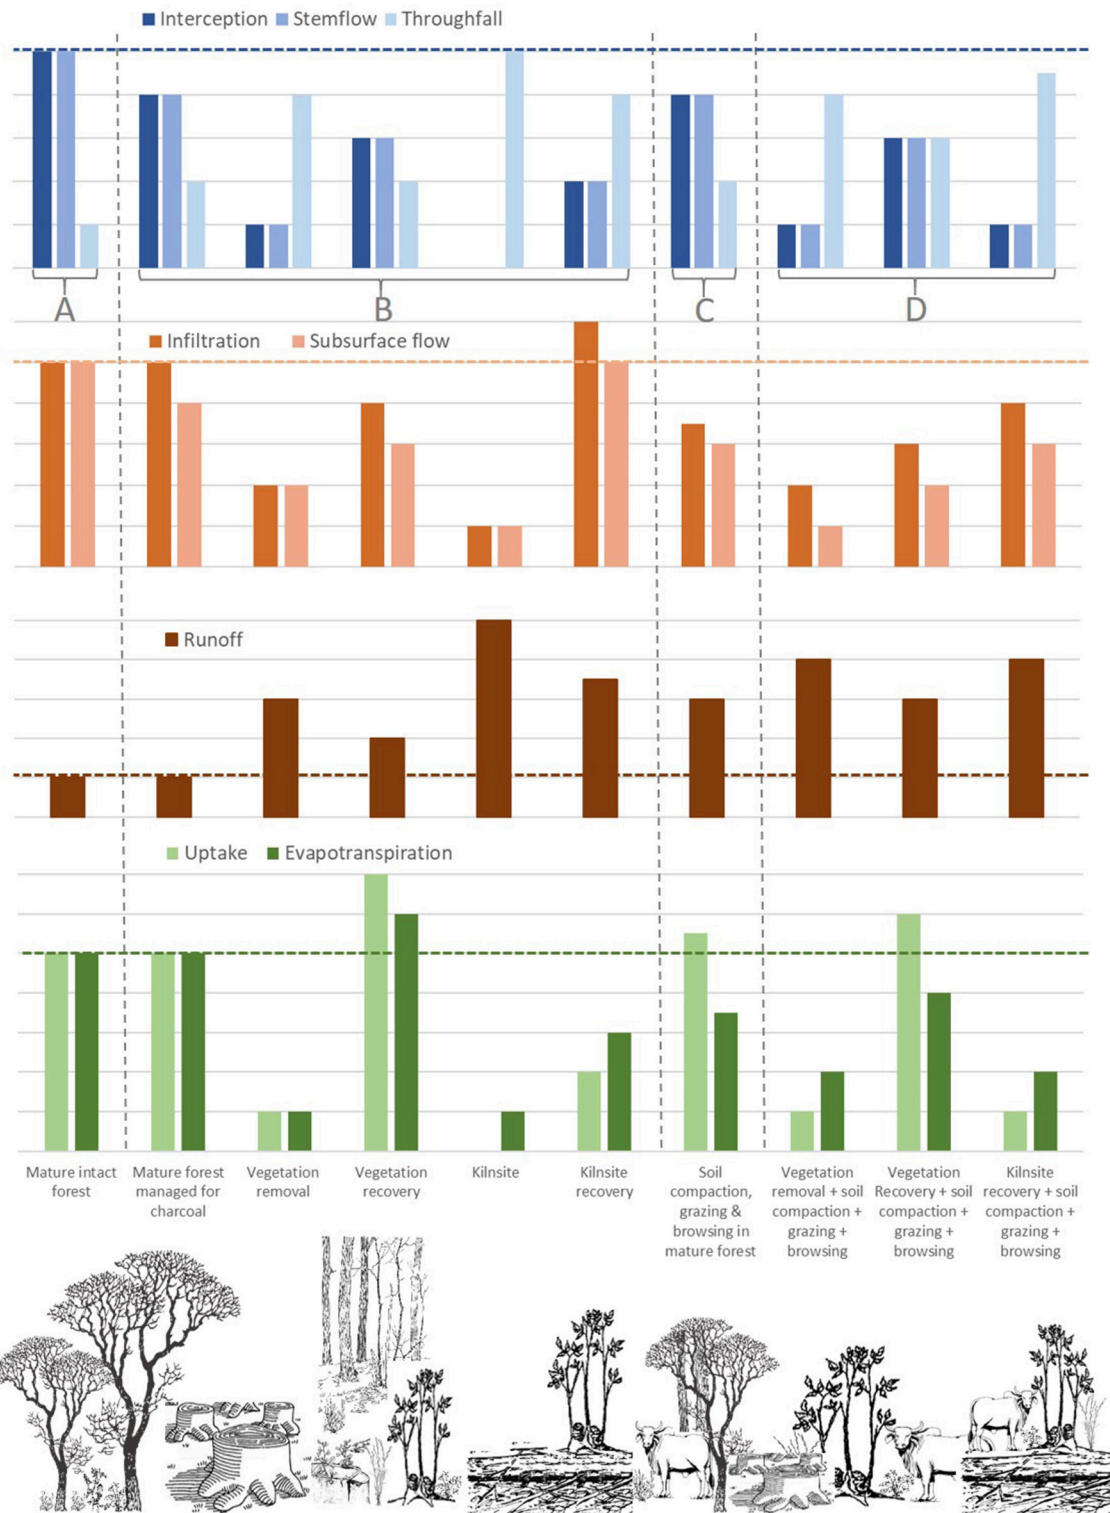 Interception Stemflow Throughfall
A B C D
Infiltration Subsurface flow
Runoff
Uptake Evapotranspiration
Mature intact
forest
Mature forest
managed for
charcoal
Vegetation
removal
Vegetation
recovery
Kilnsite
Kilnsite
recovery
Soil
compaction,
grazing &
browsing in
mature forest
Vegetation
removal + soil
compaction +
grazing +
browsing
Vegetation
Recovery + soil
compaction +
grazing +
browsing
Kilnsite
recovery + soil
compaction +
grazing +
browsing